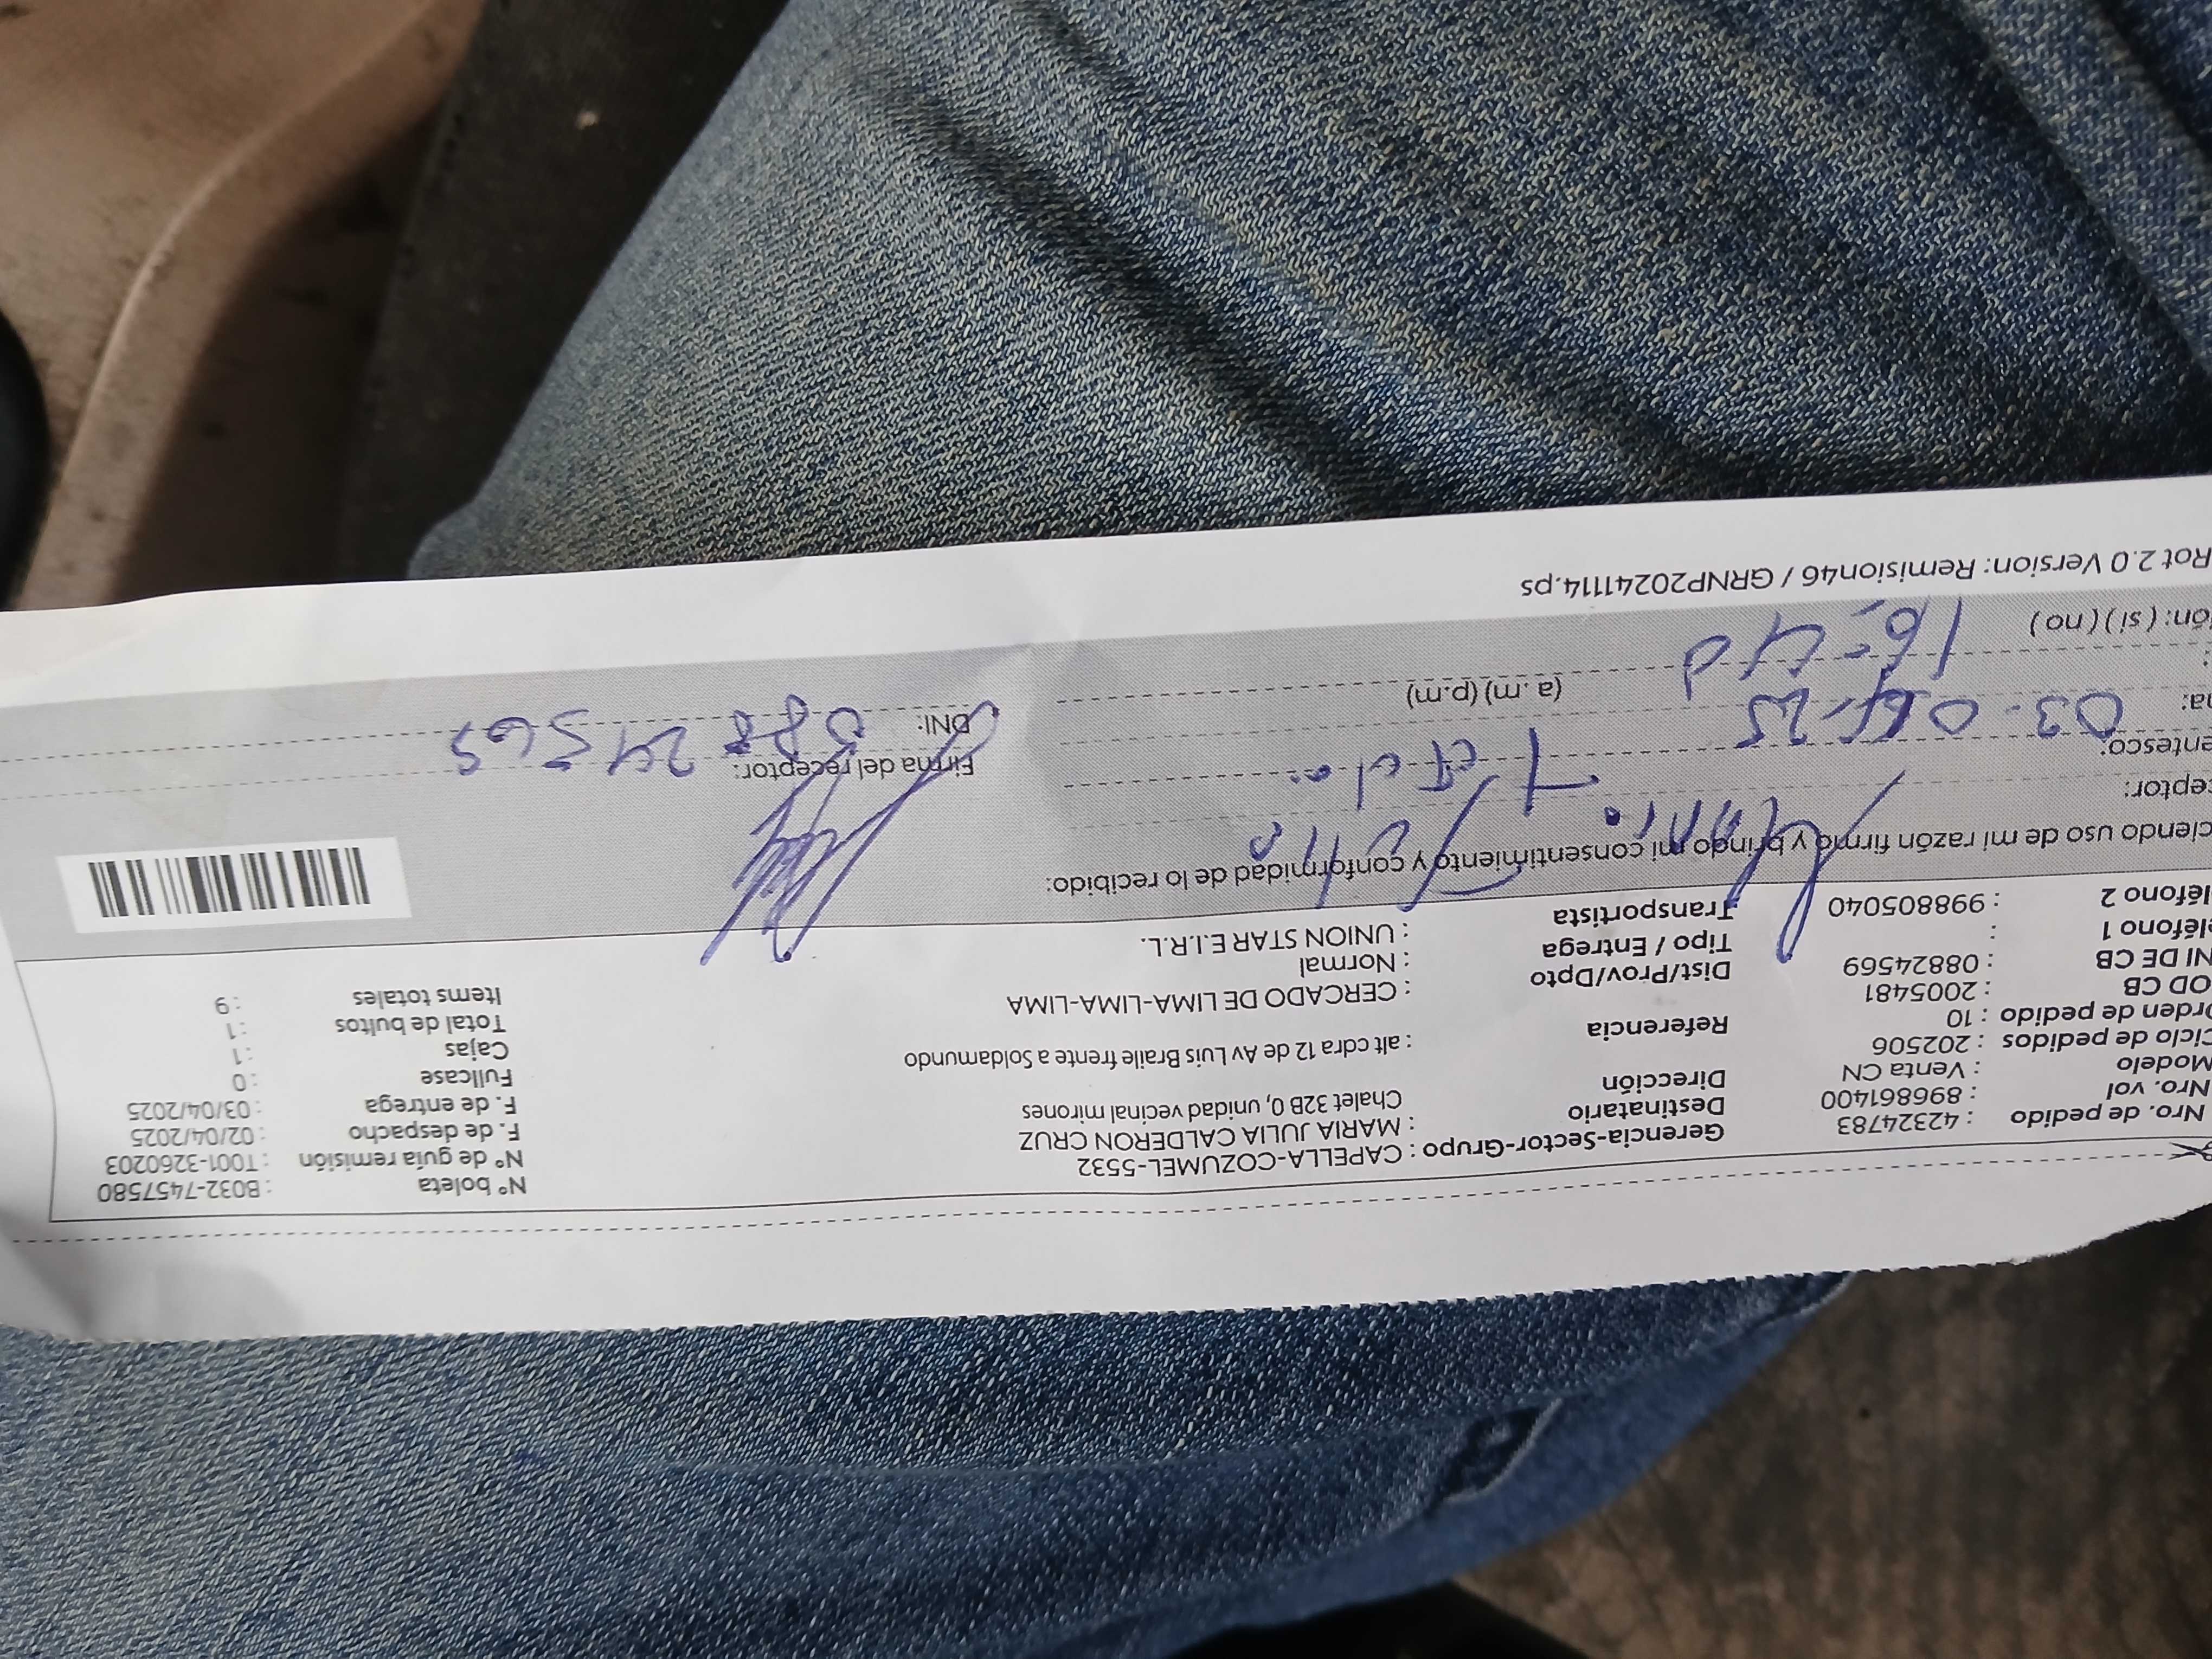 Nro. de pedido : 42324783 Gerencia-Sector-Grupo : CAPELLA-COZUMEL-5532 N° boleta : B032-7457580
Nro. vol : 896861400 Destinatario : MARIA JULIA CALDERON CRUZ N° de guía remisión : T001-3260203
Modelo : Venta CN Dirección Chalet 32B 0, unidad vecinal mirones F. de despacho : 02/04/2025
Ciclo de pedidos : 202506 F. de entrega : 03/04/2025
Orden de pedido : 10 Referencia : alt cdra 12 de Av Luis Braile frente a Soldamundo Fullcase : 0
OD CB : 2005481 Cajas : 1
NI DE CB : 08824569 Dist/Prov/Dpto : CERCADO DE LIMA-LIMA-LIMA Total de bultos : 1
eléfono 1 : Tipo / Entrega : Normal Items totales : 9
léfono 2 : 998805040 Transportista : UNION STAR E.I.R.L.
ciendo uso de mi razón firmo y brindo mi consentimiento y conformidad de lo recibido:
ceptor:
entesco: Firma del receptor:
na: 03-04-25 DNI:
: (a.m) (p.m)
ón: ( si ) ( no )
Rot 2.0 Version: Remision46 / GRNP20241114.ps